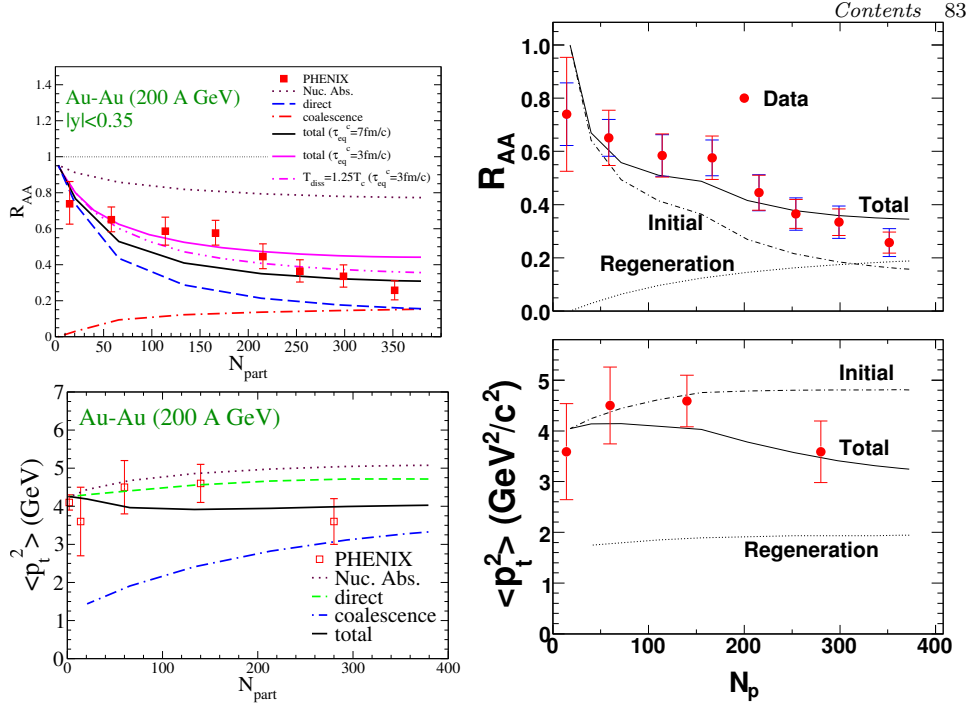 Contents 83
Au-Au (200 A GeV)
|y|<0.35
PHENIX
Nuc. Abs.
direct
coalescence
total (τ_eq^c=7fm/c)
total (τ_eq^c=3fm/c)
T_diss=1.25T_c (τ_eq^c=3fm/c)
R_AA
1.4
1.2
1
0.8
0.6
0.4
0.2
0
0 50 100 150 200 250 300 350 400
N_part
R_AA
1.0
0.8
0.6
0.4
0.2
0.0
Data
Total
Initial
Regeneration
Au-Au (200 A GeV)
<p_t^2> (GeV)
7
6
5
4
3
2
1
0
PHENIX
Nuc. Abs.
direct
coalescence
total
0 100 200 300 400
N_part
<p_t^2> (GeV^2/c^2)
5
4
3
2
1
0
Initial
Total
Regeneration
0 100 200 300 400
N_p